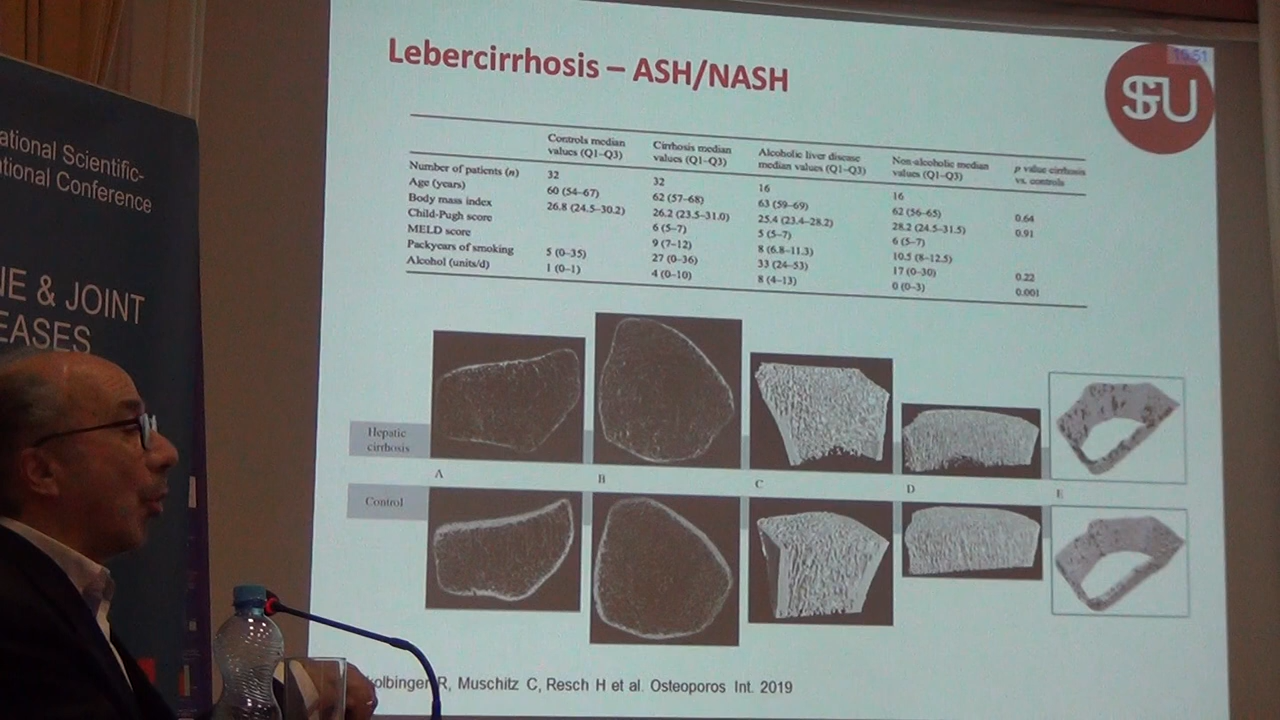 Lebercirrhosis – ASH/NASH
16:51
SFU
Controls median values (Q1–Q3) Cirrhosis median values (Q1–Q3) Alcoholic liver disease median values (Q1–Q3) Non-alcoholic median values (Q1–Q3) p value cirrhosis vs. controls
Number of patients (n) 32 32 16 16
Age (years) 60 (54–67) 62 (57–68) 63 (59–69) 62 (56–65) 0.64
Body mass index 26.8 (24.5–30.2) 26.2 (23.5–31.0) 25.4 (23.4–28.2) 28.2 (24.5–31.5) 0.91
Child-Pugh score 6 (5–7) 5 (5–7) 6 (5–7)
MELD score 9 (7–12) 8 (6.8–11.3) 10.5 (8–12.5)
Packyears of smoking 5 (0–35) 27 (0–36) 33 (24–53) 17 (0–30) 0.22
Alcohol (units/d) 1 (0–1) 4 (0–10) 8 (4–13) 0 (0–3) 0.001
Hepatic
cirrhosis
A B C D E
Control
olbinger R, Muschitz C, Resch H et al. Osteoporos Int. 2019
ational Scientific-
tional Conference
NE & JOINT
EASES